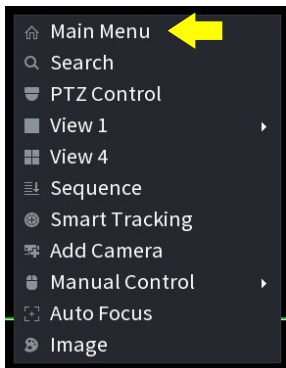 Main Menu
Search
PTZ Control
View 1
View 4
Sequence
Smart Tracking
Add Camera
Manual Control
Auto Focus
Image